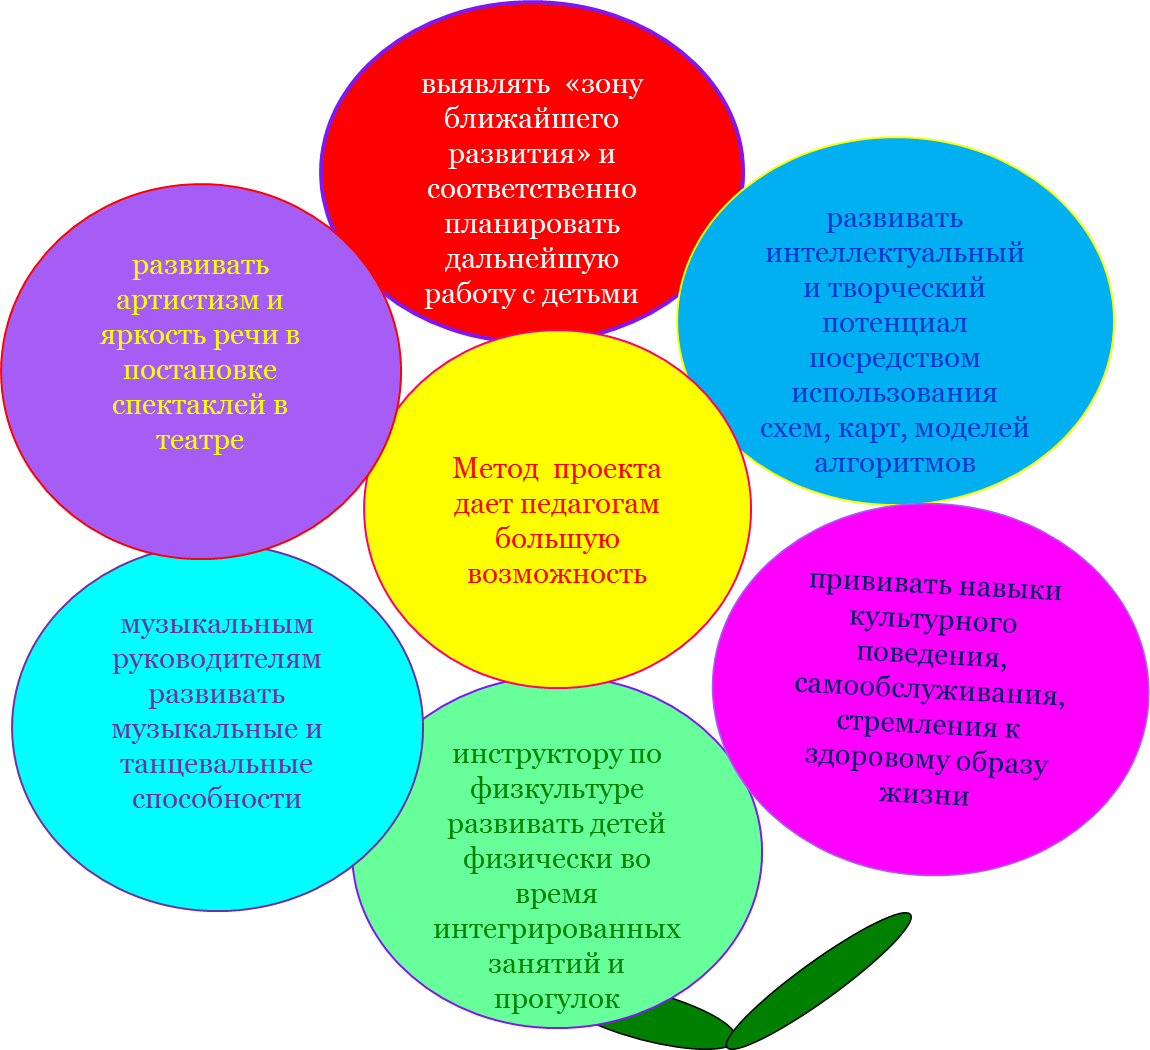 выявлять «зону
ближайшего
развития» и
соответственно
планировать
дальнейшую
работу с детьми
развивать
интеллектуальный
и творческий
потенциал
посредством
использования
схем, карт, моделей
алгоритмов
развивать
артистизм и
яркость речи в
постановке
спектаклей в
театре
Метод проекта
дает педагогам
большую
возможность
прививать навыки
культурного
поведения,
самообслуживания,
стремления к
здоровому образу
жизни
музыкальным
руководителям
развивать
музыкальные и
танцевальные
способности
инструктору по
физкультуре
развивать детей
физически во
время
интегрированных
занятий и
прогулок